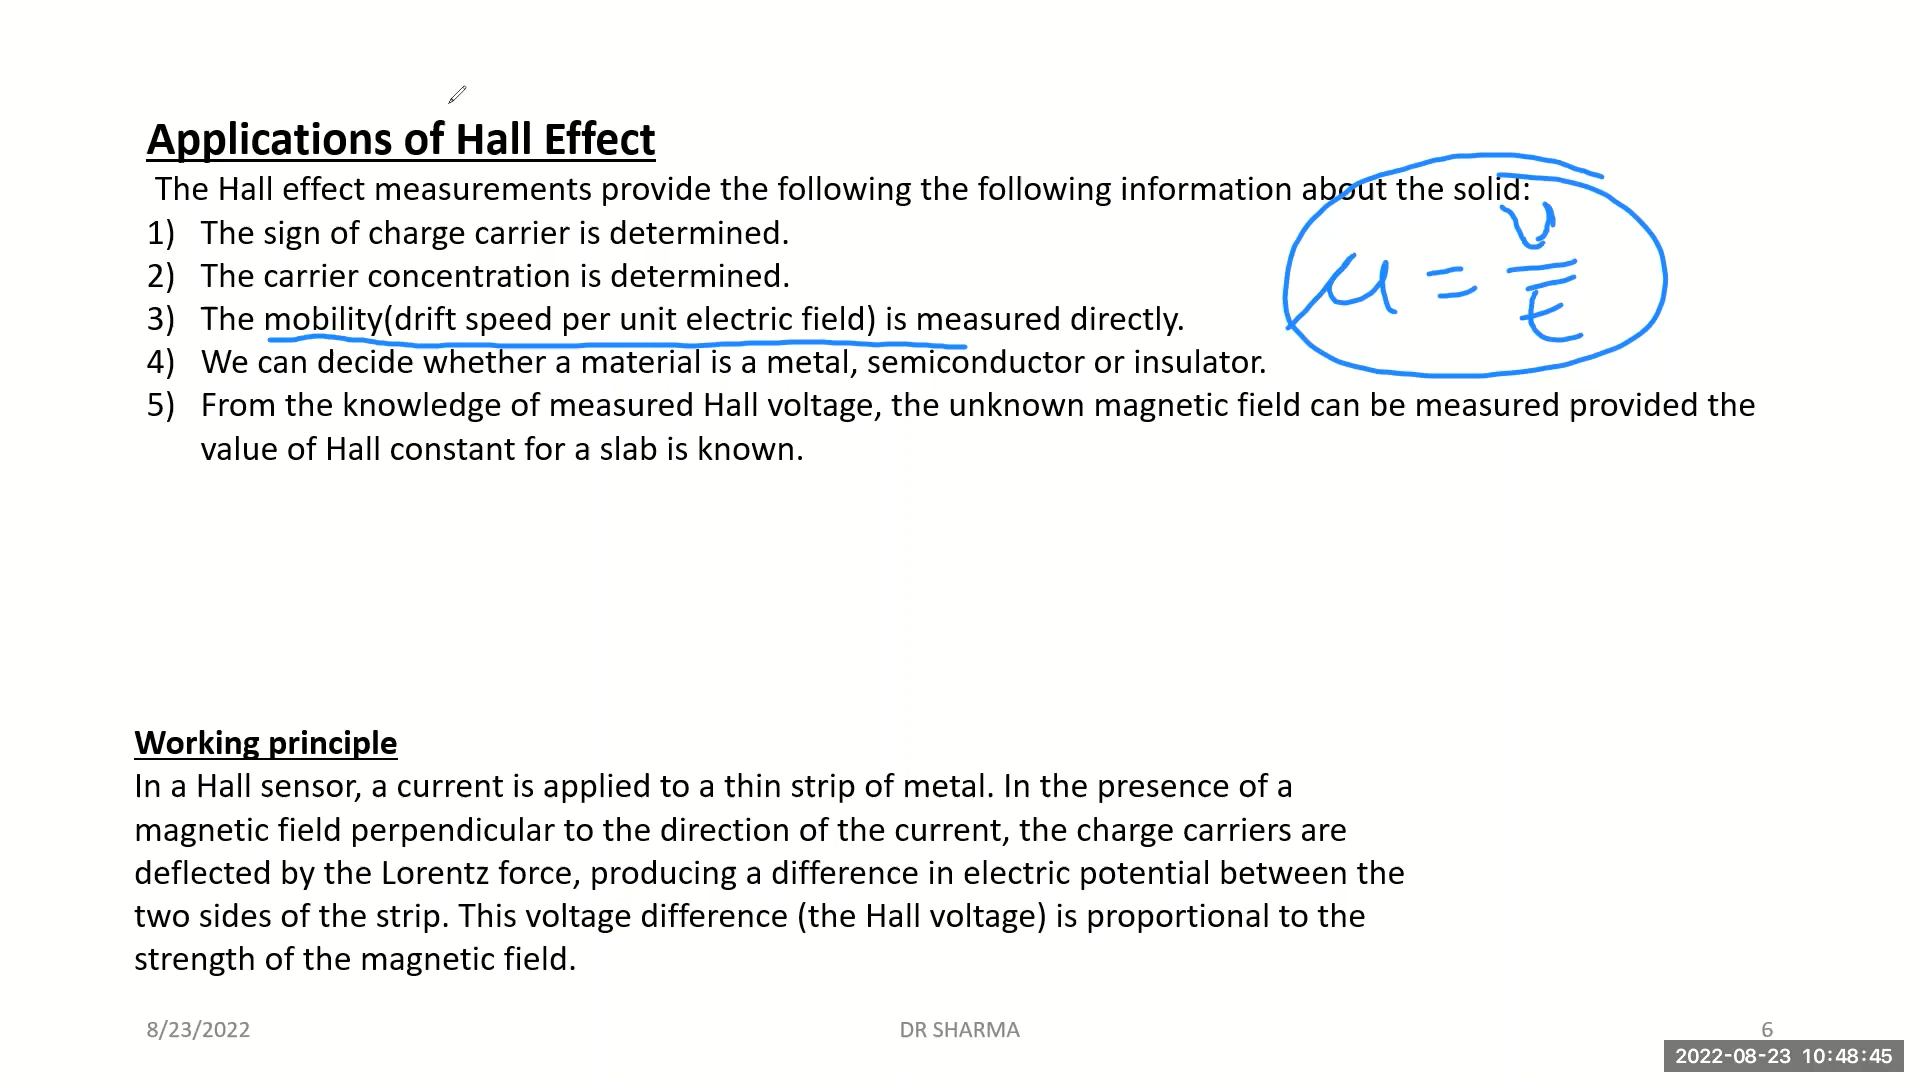 Applications of Hall Effect
The Hall effect measurements provide the following the following information about the solid:
1) The sign of charge carrier is determined.
2) The carrier concentration is determined.
3) The mobility(drift speed per unit electric field) is measured directly.
μ = v/E
4) We can decide whether a material is a metal, semiconductor or insulator.
5) From the knowledge of measured Hall voltage, the unknown magnetic field can be measured provided the
value of Hall constant for a slab is known.
Working principle
In a Hall sensor, a current is applied to a thin strip of metal. In the presence of a
magnetic field perpendicular to the direction of the current, the charge carriers are
deflected by the Lorentz force, producing a difference in electric potential between the
two sides of the strip. This voltage difference (the Hall voltage) is proportional to the
strength of the magnetic field.
8/23/2022
DR SHARMA
6
2022-08-23 10:48:45